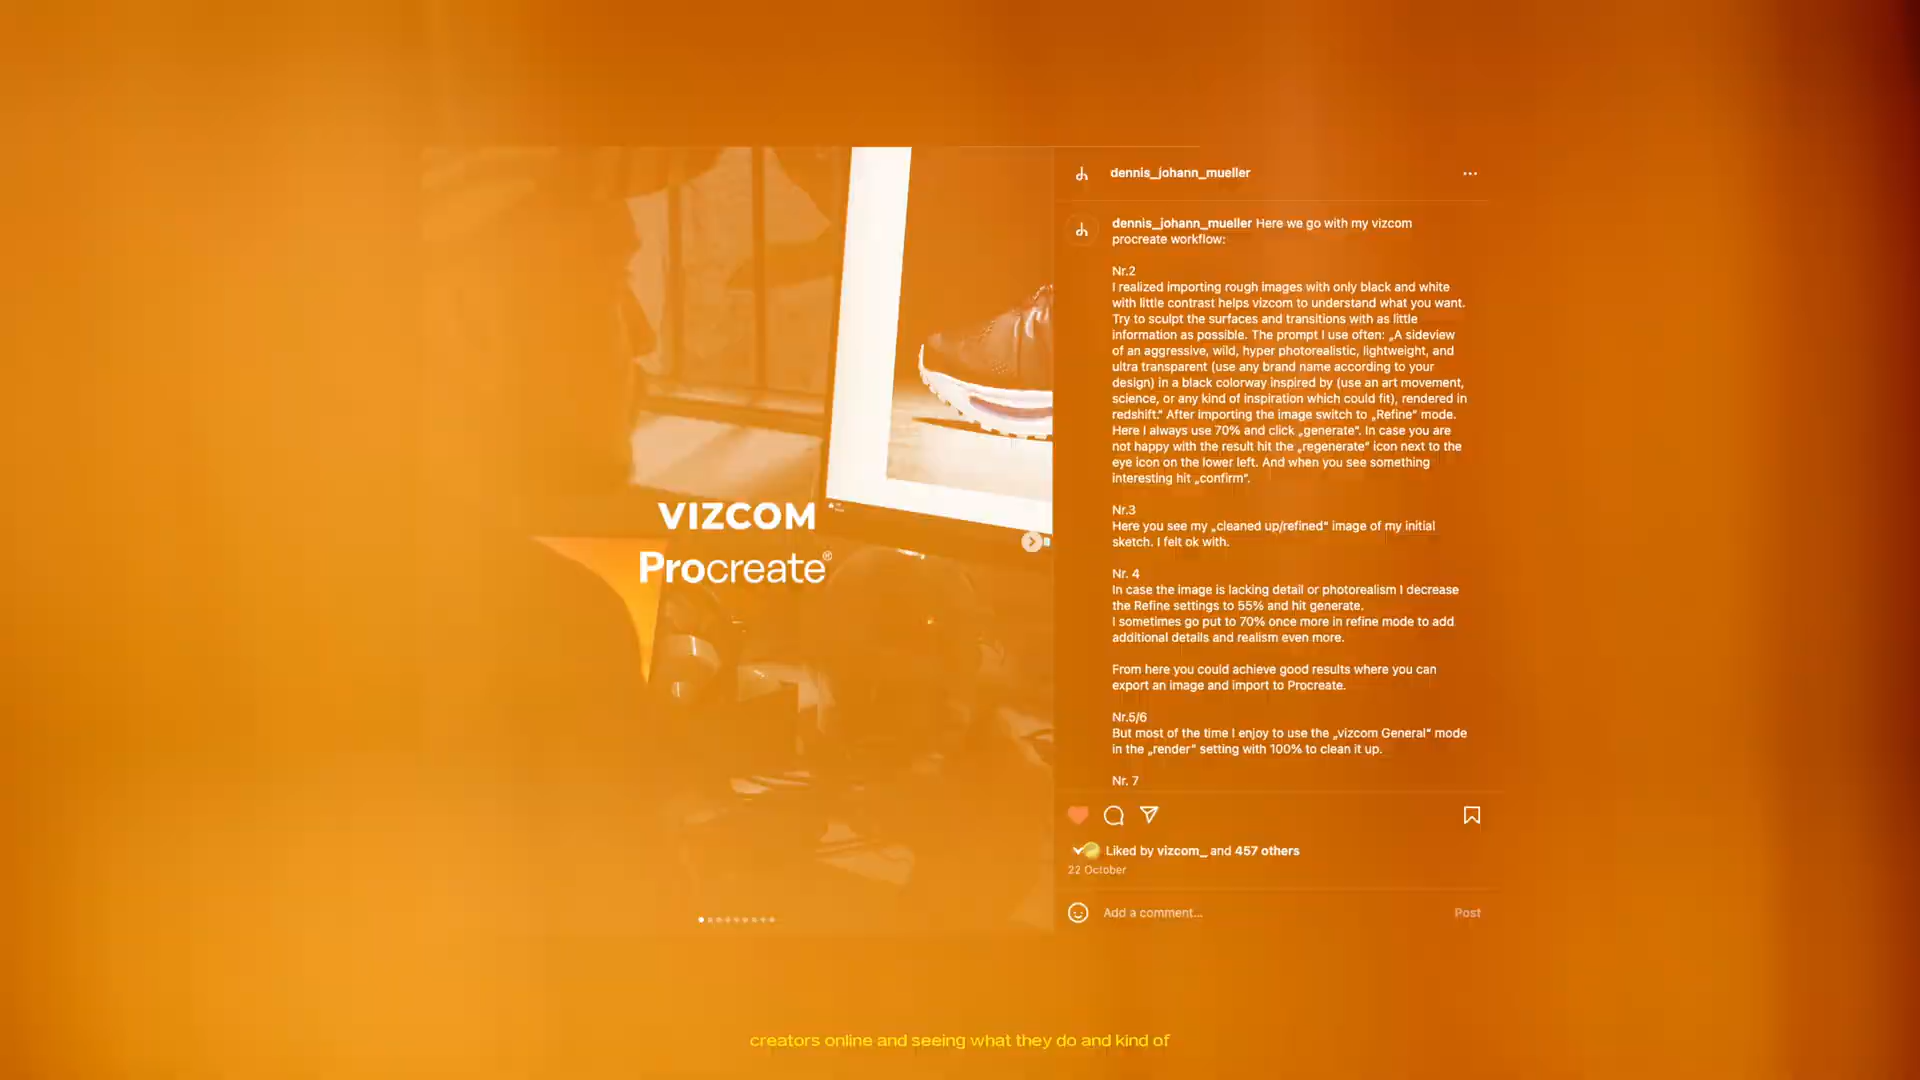 VIZCOM
Procreate®
dennis_johann_mueller
dennis_johann_mueller Here we go with my vizcom
procreate workflow:
Nr.2
I realized importing rough images with only black and white
with little contrast helps vizcom to understand what you want.
Try to sculpt the surfaces and transitions with as little
information as possible. The prompt I use often: „A sideview
of an aggressive, wild, hyper photorealistic, lightweight, and
ultra transparent (use any brand name according to your
design) in a black colorway inspired by (use an art movement,
science, or any kind of inspiration which could fit), rendered in
redshift.“ After importing the image switch to „Refine“ mode.
Here I always use 70% and click „generate“. In case you are
not happy with the result hit the „regenerate“ icon next to the
eye icon on the lower left. And when you see something
interesting hit „confirm“.
Nr.3
Here you see my „cleaned up/refined“ image of my initial
sketch. I felt ok with.
Nr. 4
In case the image is lacking detail or photorealism I decrease
the Refine settings to 55% and hit generate.
I sometimes go put to 70% once more in refine mode to add
additional details and realism even more.
From here you could achieve good results where you can
export an image and import to Procreate.
Nr.5/6
But most of the time I enjoy to use the „vizcom General“ mode
in the „render“ setting with 100% to clean it up.
Nr. 7
Liked by vizcom_ and 457 others
22 October
Add a comment...
Post
creators online and seeing what they do and kind of